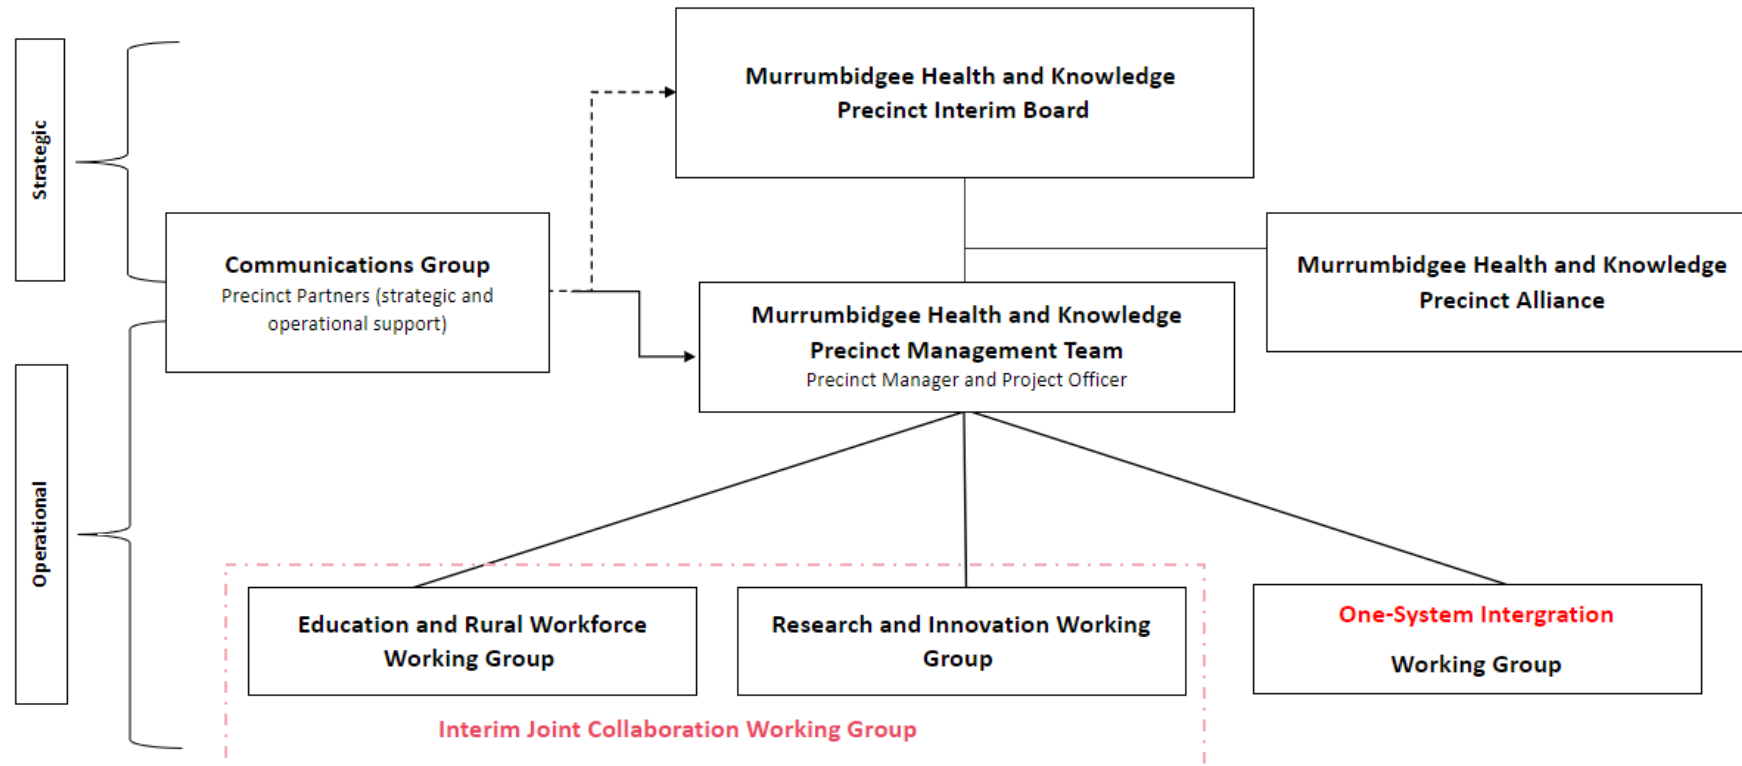 Strategic
Murrumbidgee Health and Knowledge
Precinct Interim Board
Communications Group
Precinct Partners (strategic and
operational support)
Murrumbidgee Health and Knowledge
Precinct Alliance
Murrumbidgee Health and Knowledge
Precinct Management Team
Precinct Manager and Project Officer
Operational
Education and Rural Workforce
Working Group
Research and Innovation Working
Group
One-System Intergration
Working Group
Interim Joint Collaboration Working Group